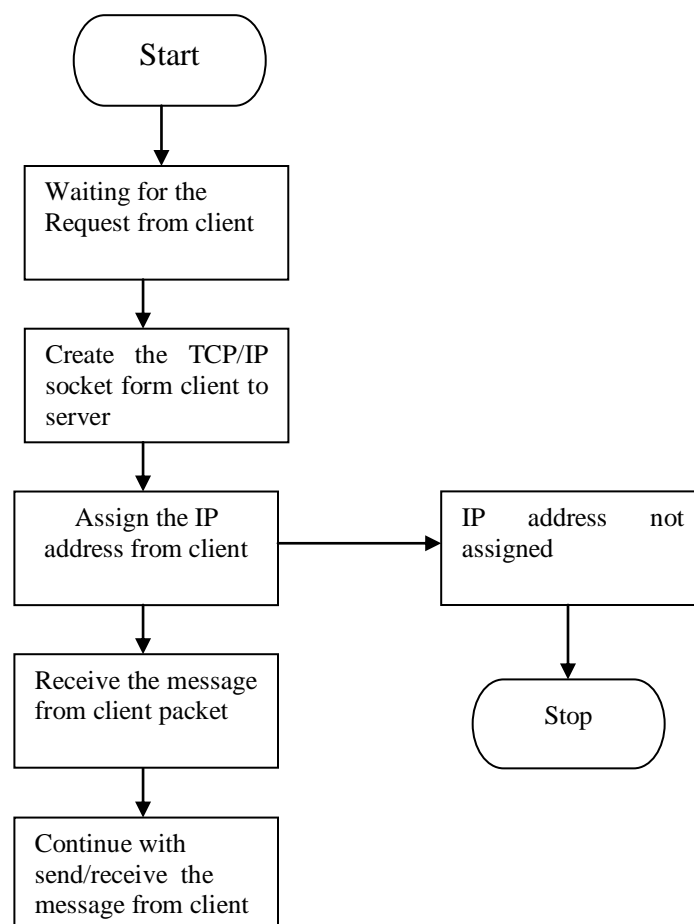 Start
Waiting for the
Request from client
Create the TCP/IP
socket form client to
server
Assign the IP
address from client
IP address not
assigned
Receive the message
from client packet
Stop
Continue with
send/receive the
message from client